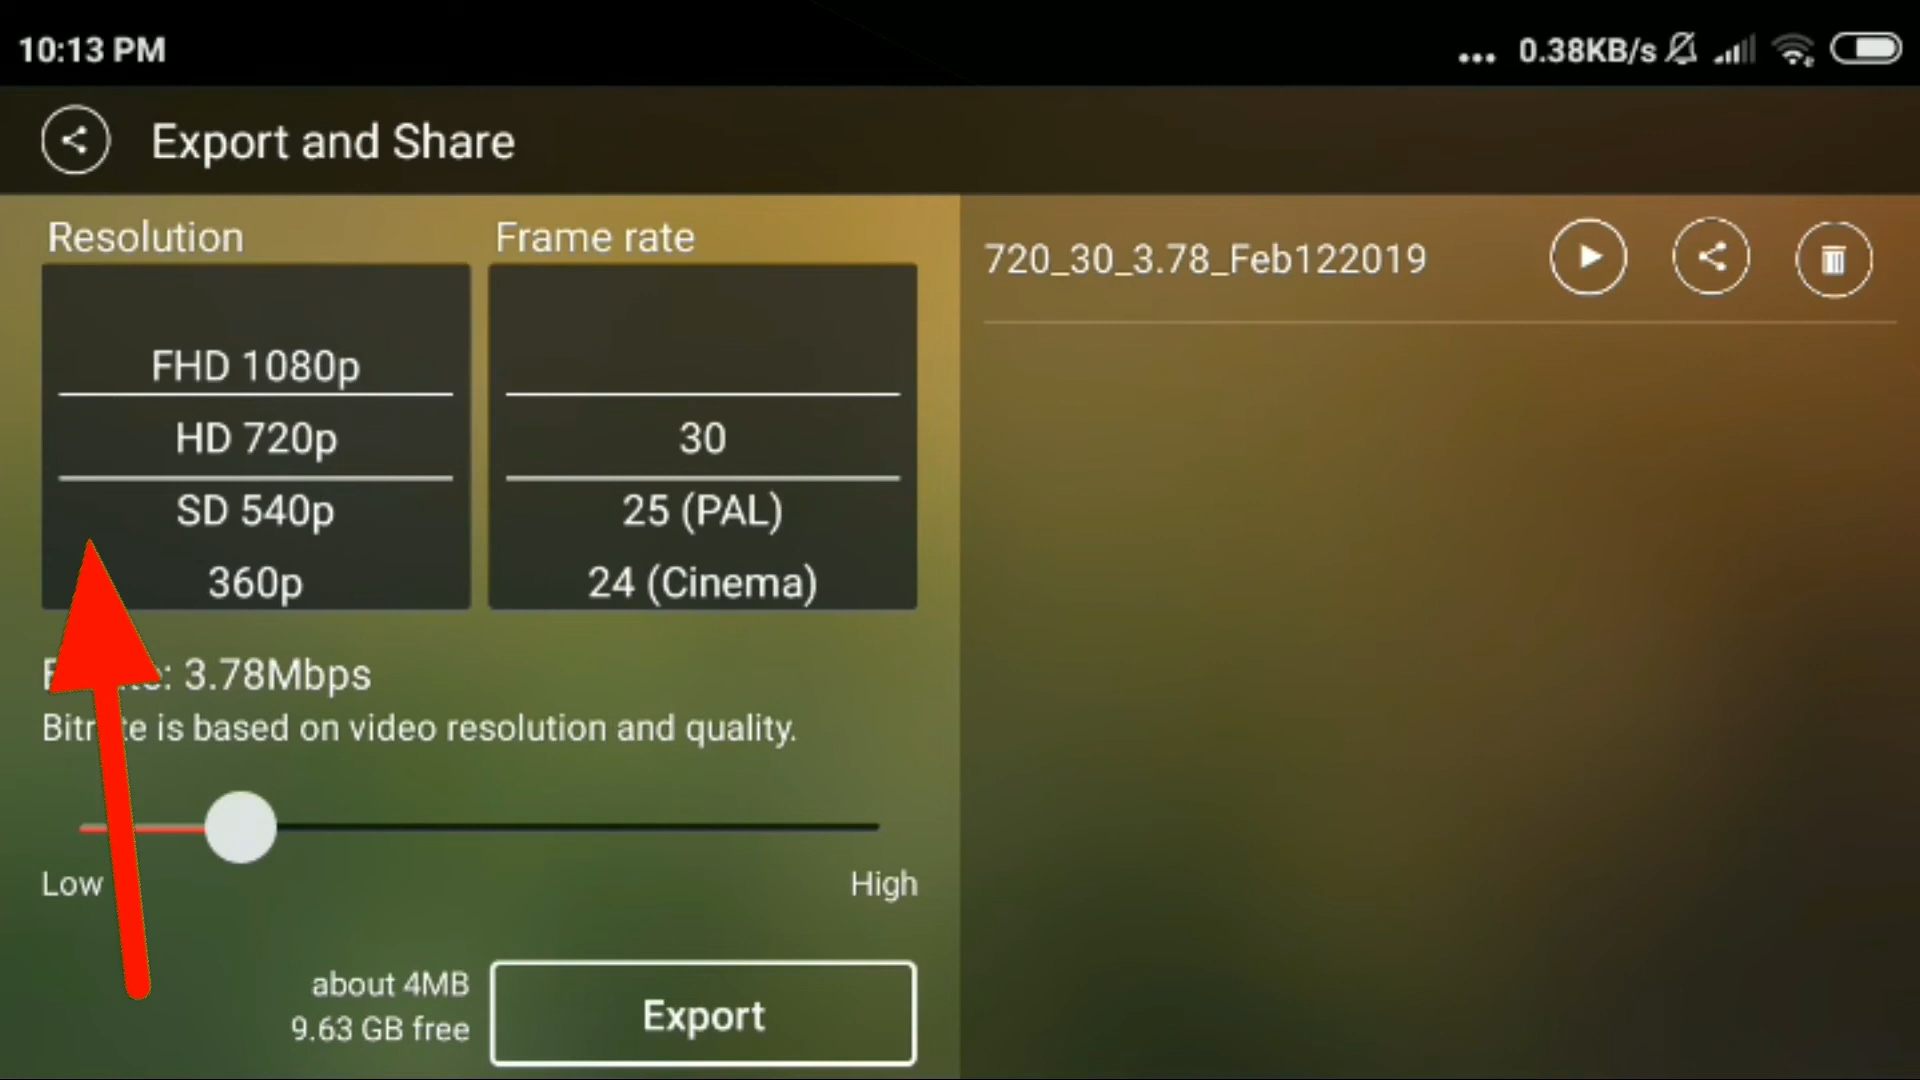 10:13 PM
... 0.38KB/s
Export and Share
Resolution
FHD 1080p
HD 720p
SD 540p
360p
Frame rate
30
25 (PAL)
24 (Cinema)
3.78Mbps
is based on video resolution and quality.
Low
High
about 4MB
9.63 GB free
Export
720_30_3.78_Feb122019